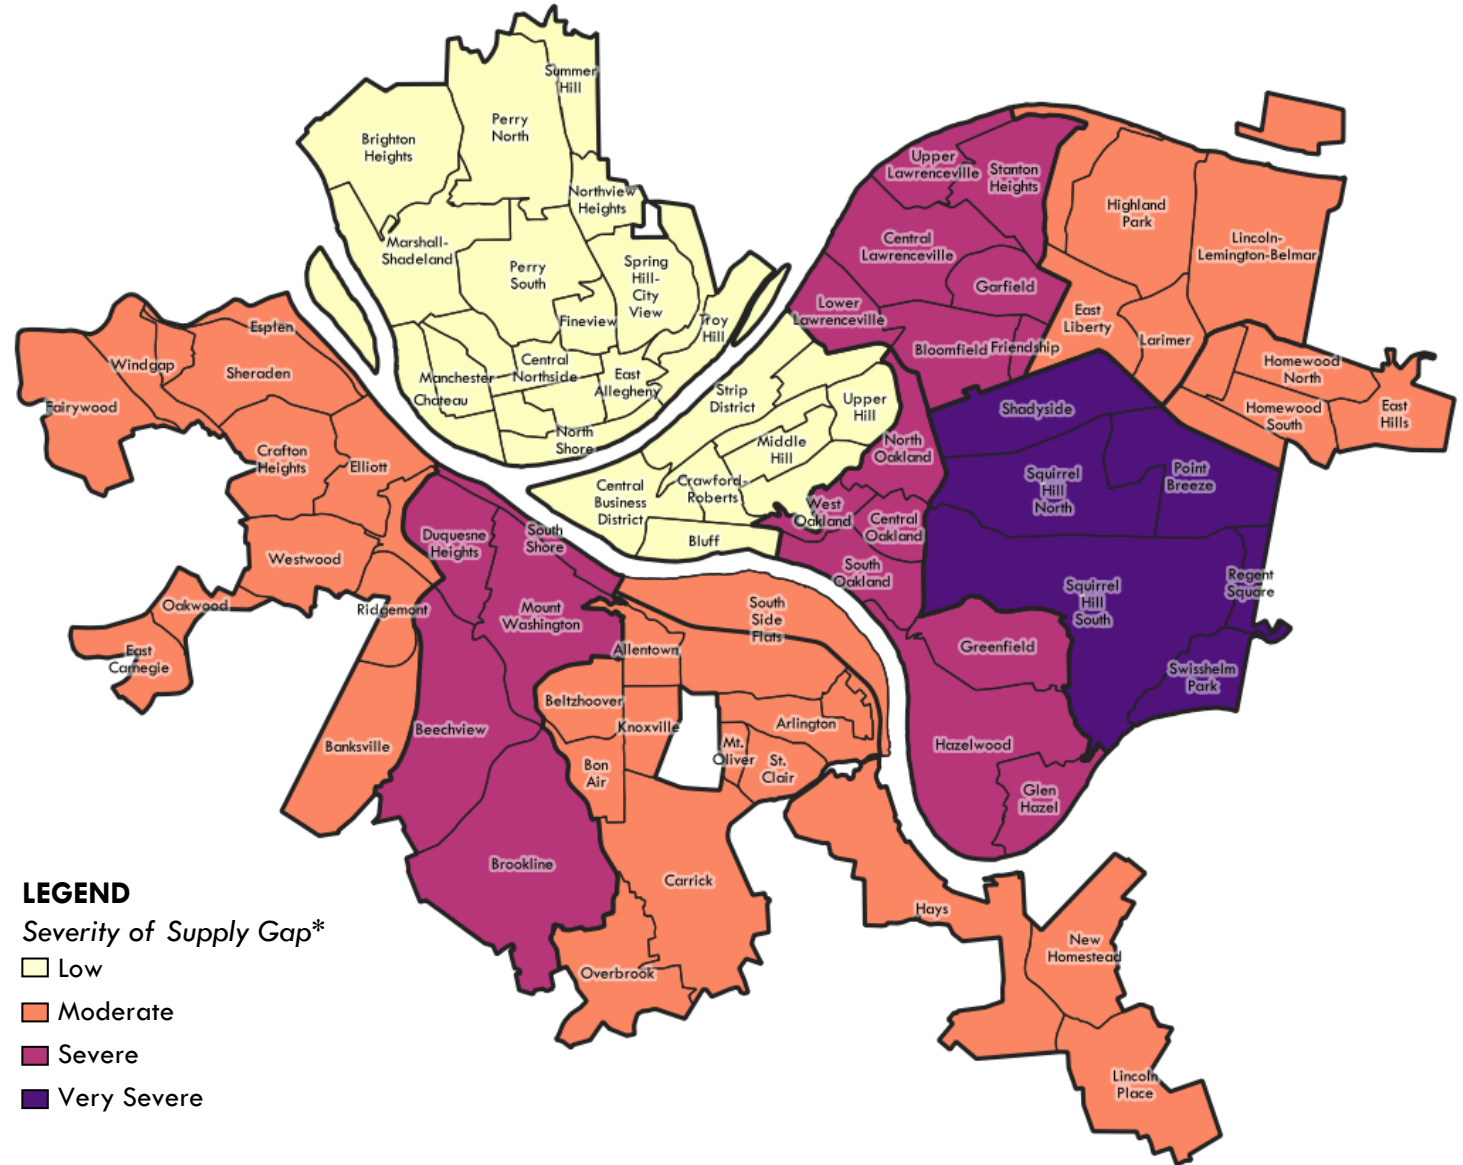 Summer
Hill
Perry
North
Brighton
Heights
Northview
Heights
Marshall-
Shadeland
Perry
South
Spring
Hill-
City
View
Fineview
Troy
Hill
Central
Northside
Manchester
Chateau
East
Allegheny
North
Shore
Upper
Lawrenceville
Stanton
Heights
Central
Lawrenceville
Garfield
Lower
Lawrenceville
Bloomfield
Friendship
Highland
Park
Lincoln-
Lemington-Belmar
East
Liberty
Larimer
Homewood
North
Homewood
South
East
Hills
Esplen
Windgap
Sheraden
Fairywood
Crafton
Heights
Elliott
Westwood
Oakwood
Ridgemont
East
Carnegie
Banksville
Strip
District
Upper
Hill
Middle
Hill
Crawford-
Roberts
Central
Business
District
Bluff
North
Oakland
West
Oakland
Central
Oakland
South
Oakland
Shadyside
Squirrel
Hill
North
Point
Breeze
Squirrel
Hill
South
Regent
Square
Swisshelm
Park
Greenfield
Hazelwood
Glen
Hazel
Duquesne
Heights
South
Shore
Mount
Washington
Beechview
Brookline
South
Side
Flats
Allentown
Beltzhoover
Knoxville
Arlington
Mt.
Oliver
St.
Clair
Bon
Air
Carrick
Overbrook
Hays
New
Homestead
Lincoln
Place
LEGEND
Severity of Supply Gap*
Low
Moderate
Severe
Very Severe